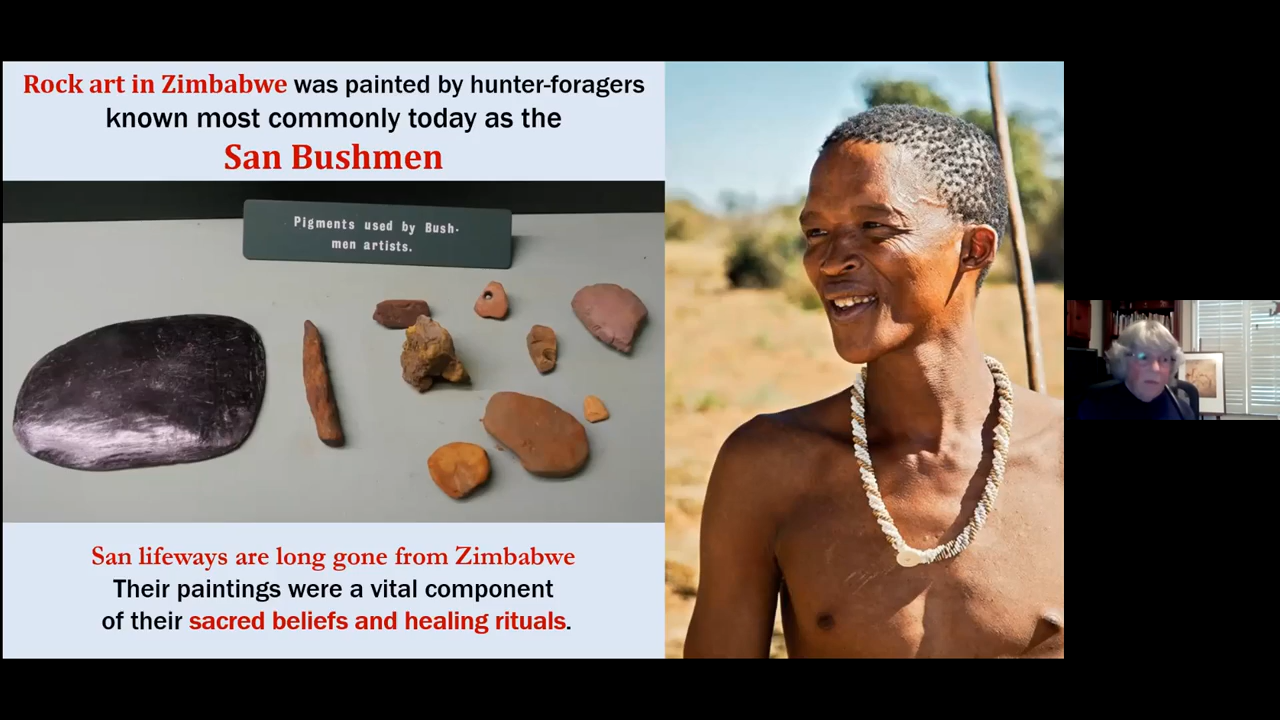 Rock art in Zimbabwe was painted by hunter-foragers
known most commonly today as the
San Bushmen
Pigments used by Bush-
men artists.
San lifeways are long gone from Zimbabwe
Their paintings were a vital component
of their sacred beliefs and healing rituals.